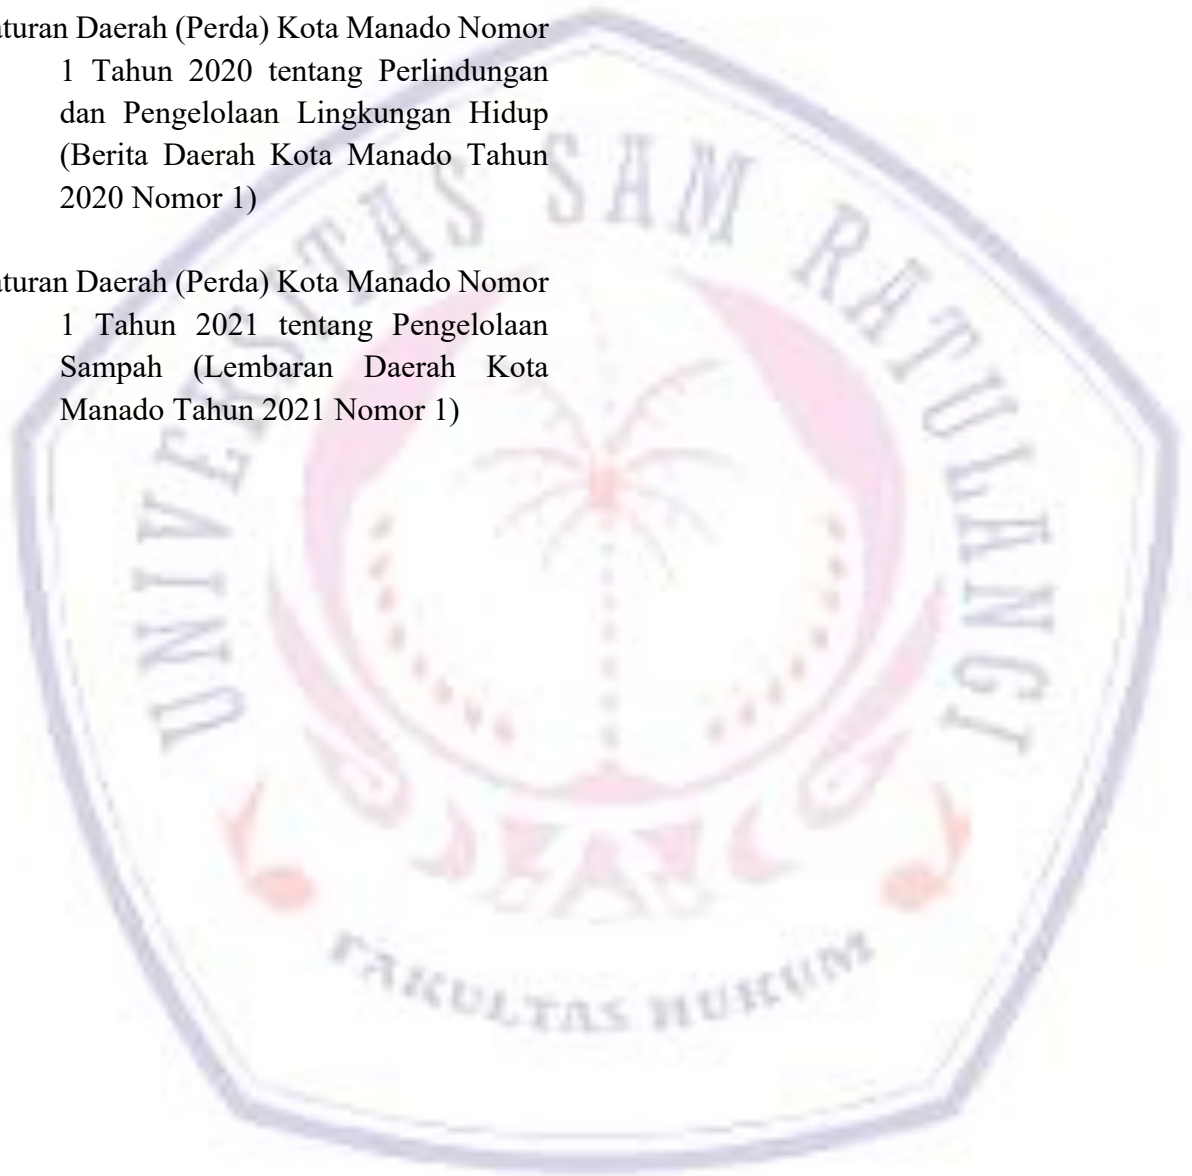 aturan Daerah (Perda) Kota Manado Nomor
1 Tahun 2020 tentang Perlindungan
dan Pengelolaan Lingkungan Hidup
(Berita Daerah Kota Manado Tahun
2020 Nomor 1)
aturan Daerah (Perda) Kota Manado Nomor
1 Tahun 2021 tentang Pengelolaan
Sampah (Lembaran Daerah Kota
Manado Tahun 2021 Nomor 1)
UNIVERSITAS SAM RATULANGI
FAKULTAS HUKUM